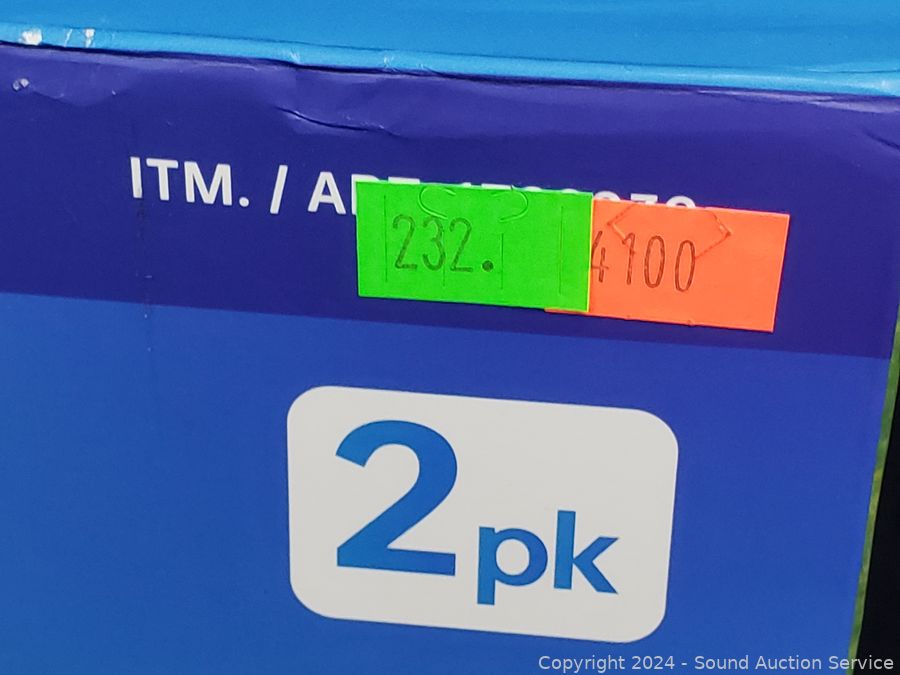 ITM. / ART.
232.
4100
2pk
Copyright 2024 - Sound Auction Service